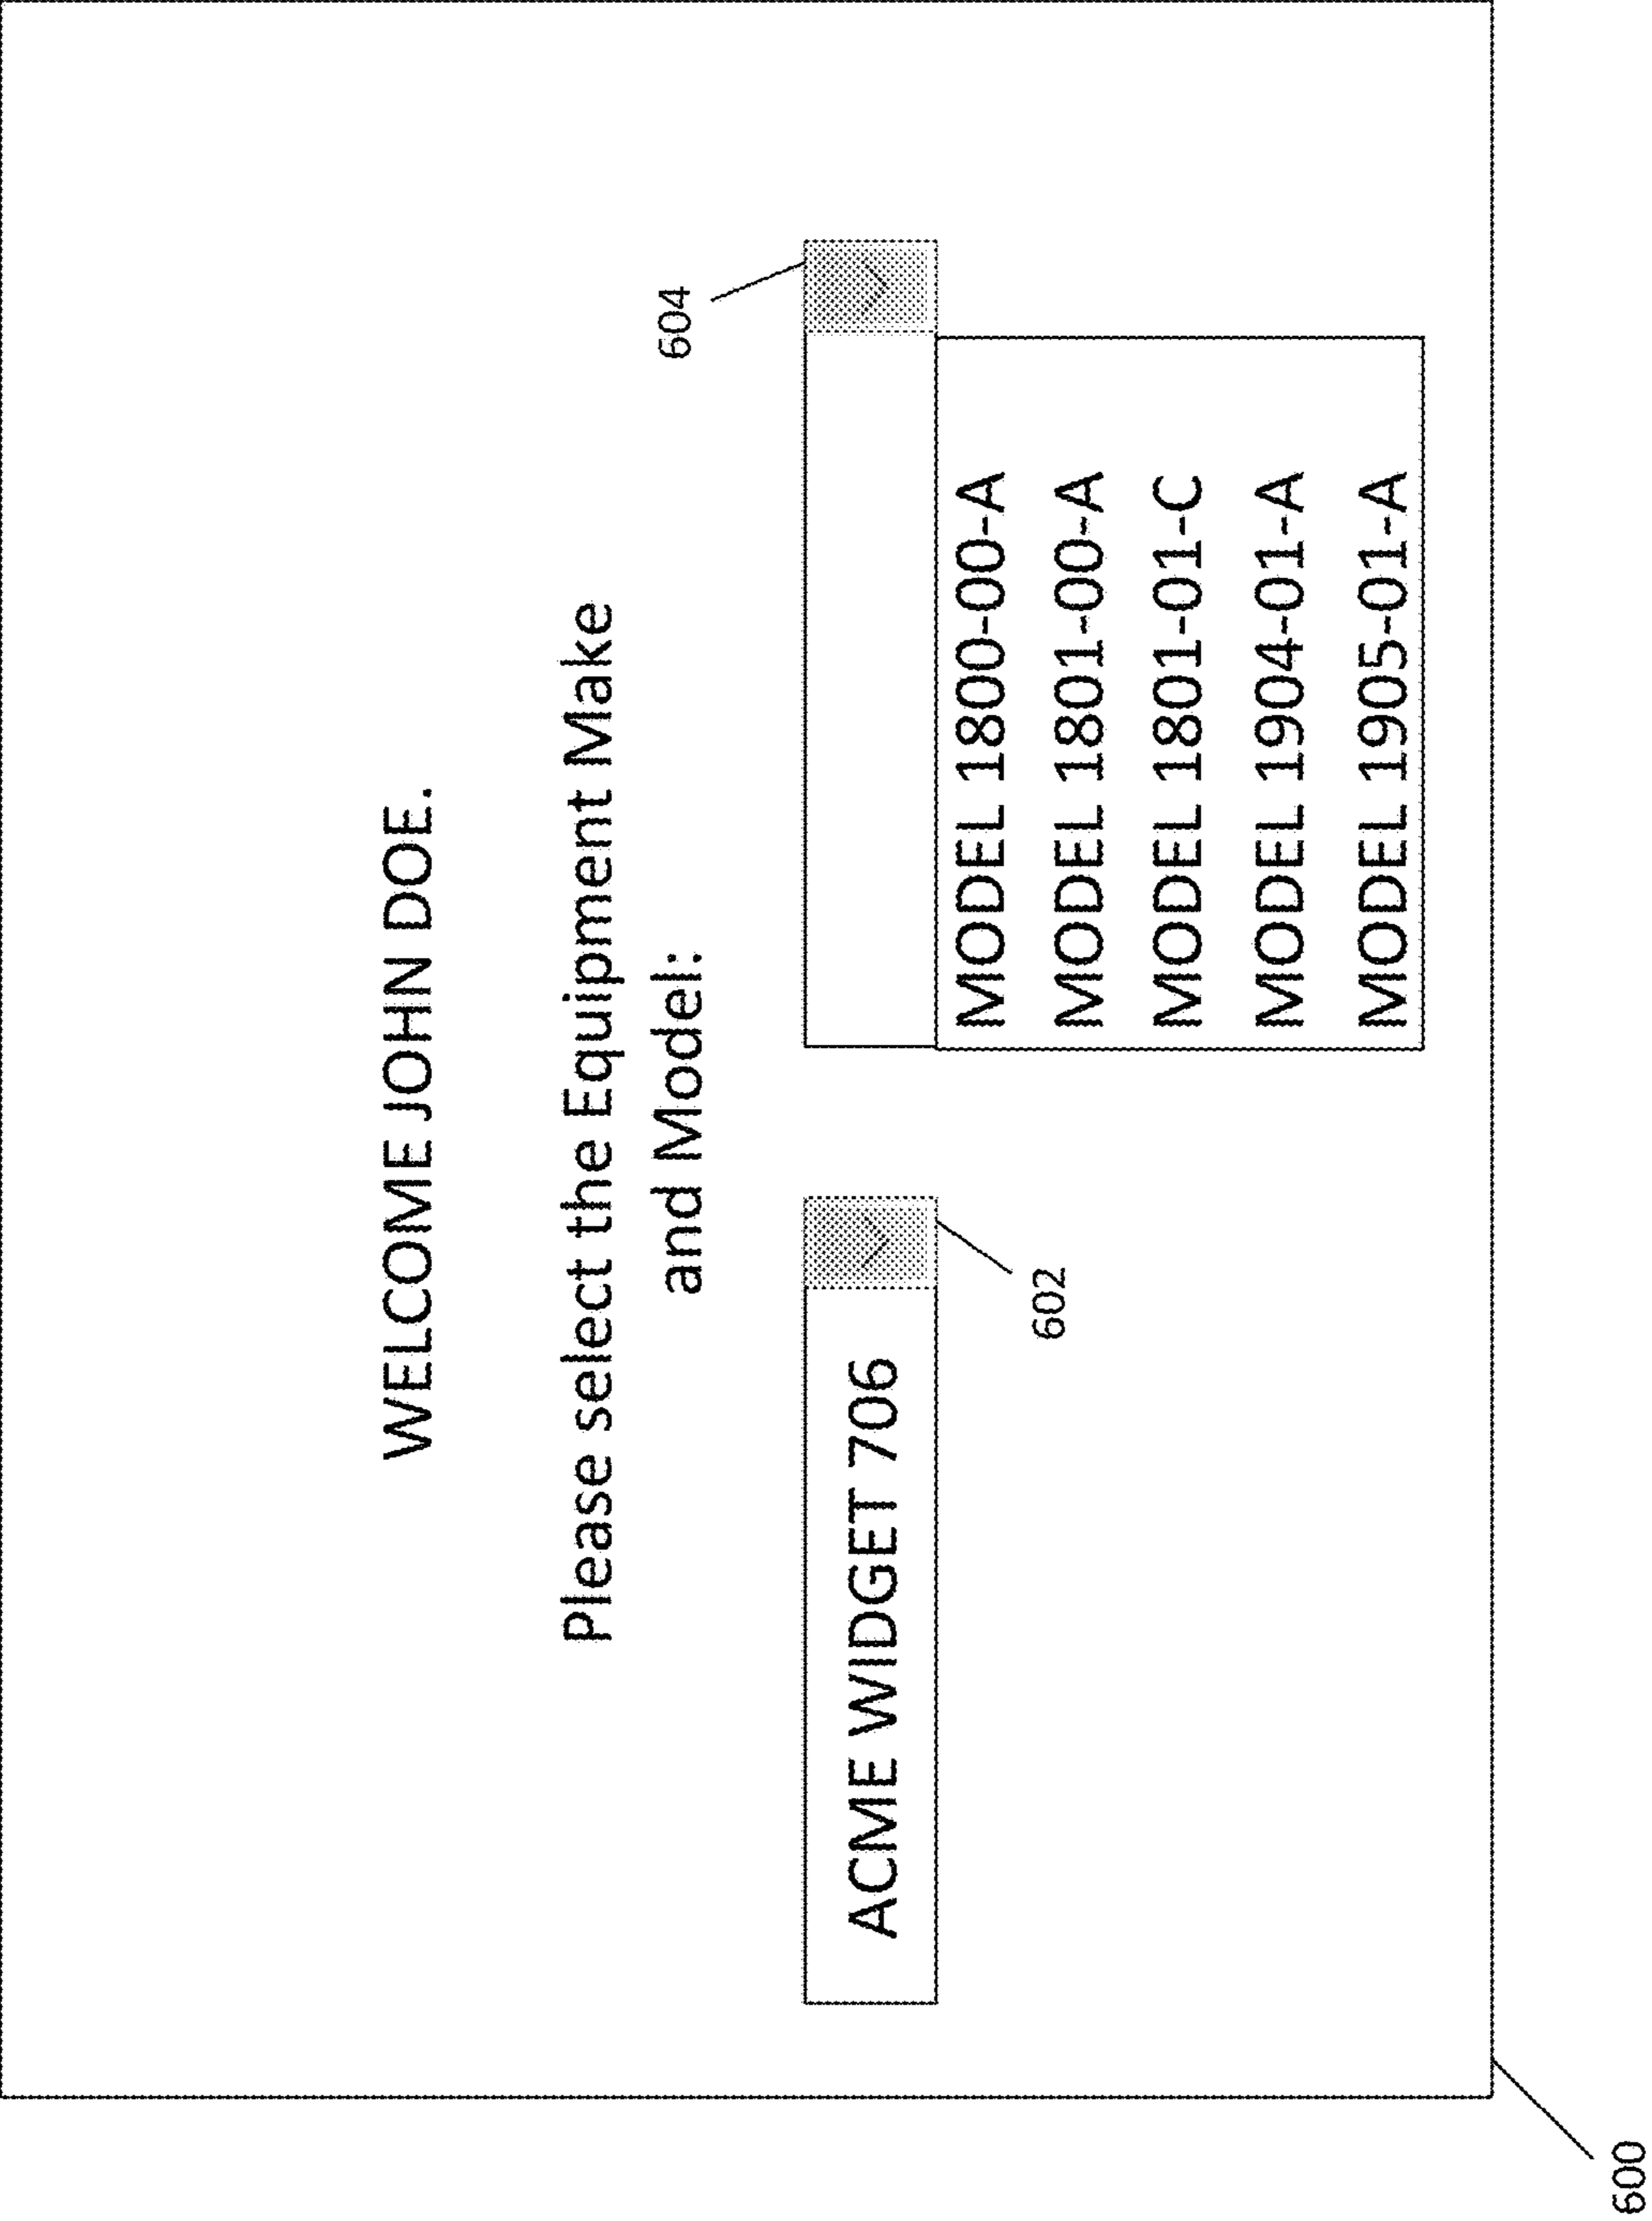 WELCOME JOHN DOE.
Please select the Equipment Make
and Model:
604
ACME WIDGET 706
602
MODEL 1800-00-A
MODEL 1801-00-A
MODEL 1801-01-C
MODEL 1904-01-A
MODEL 1905-01-A
600